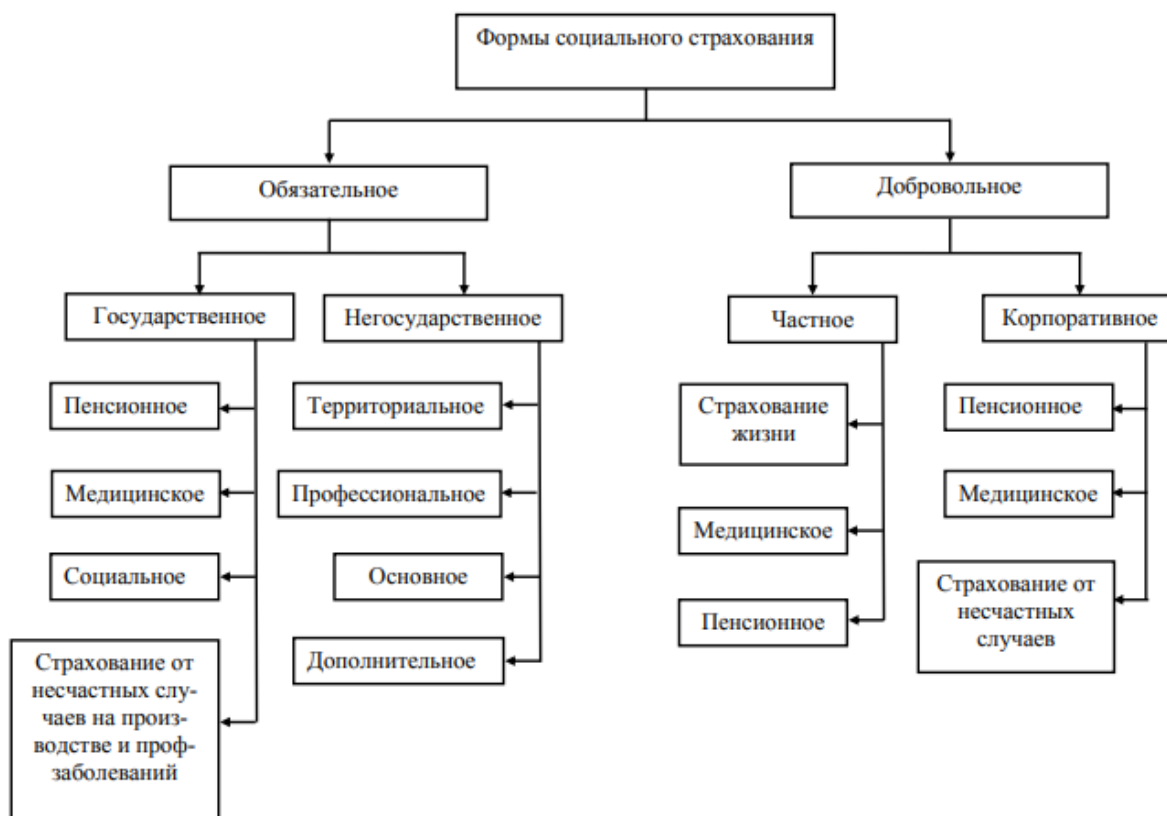 Формы социального страхования
Обязательное
Добровольное
Государственное
Негосударственное
Частное
Корпоративное
Пенсионное
Медицинское
Социальное
Страхование от
несчастных слу-
чаев на произ-
водстве и проф-
заболеваний
Территориальное
Профессиональное
Основное
Дополнительное
Страхование
жизни
Медицинское
Пенсионное
Пенсионное
Медицинское
Страхование от
несчастных
случаев